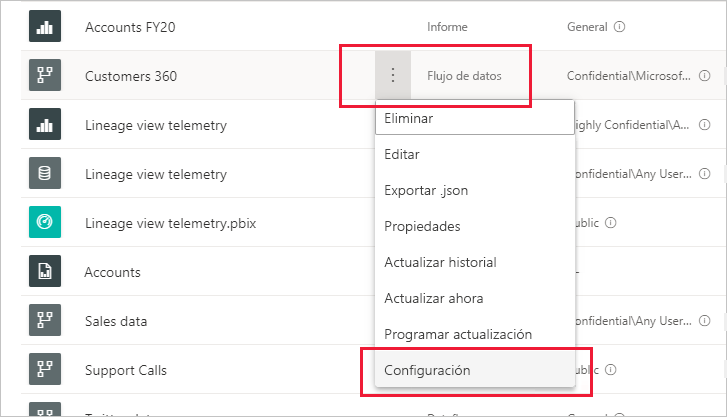 Accounts FY20 Informe General
Customers 360 Flujo de datos Confidential\Microsof...
Eliminar
Lineage view telemetry ighly Confidential\A...
Editar
Lineage view telemetry onfidential\Any User...
Exportar .json
Propiedades
Lineage view telemetry.pbix ublic
Actualizar historial
Accounts
Actualizar ahora
Sales data onfidential\Any User...
Programar actualización
Support Calls Configuración ublic